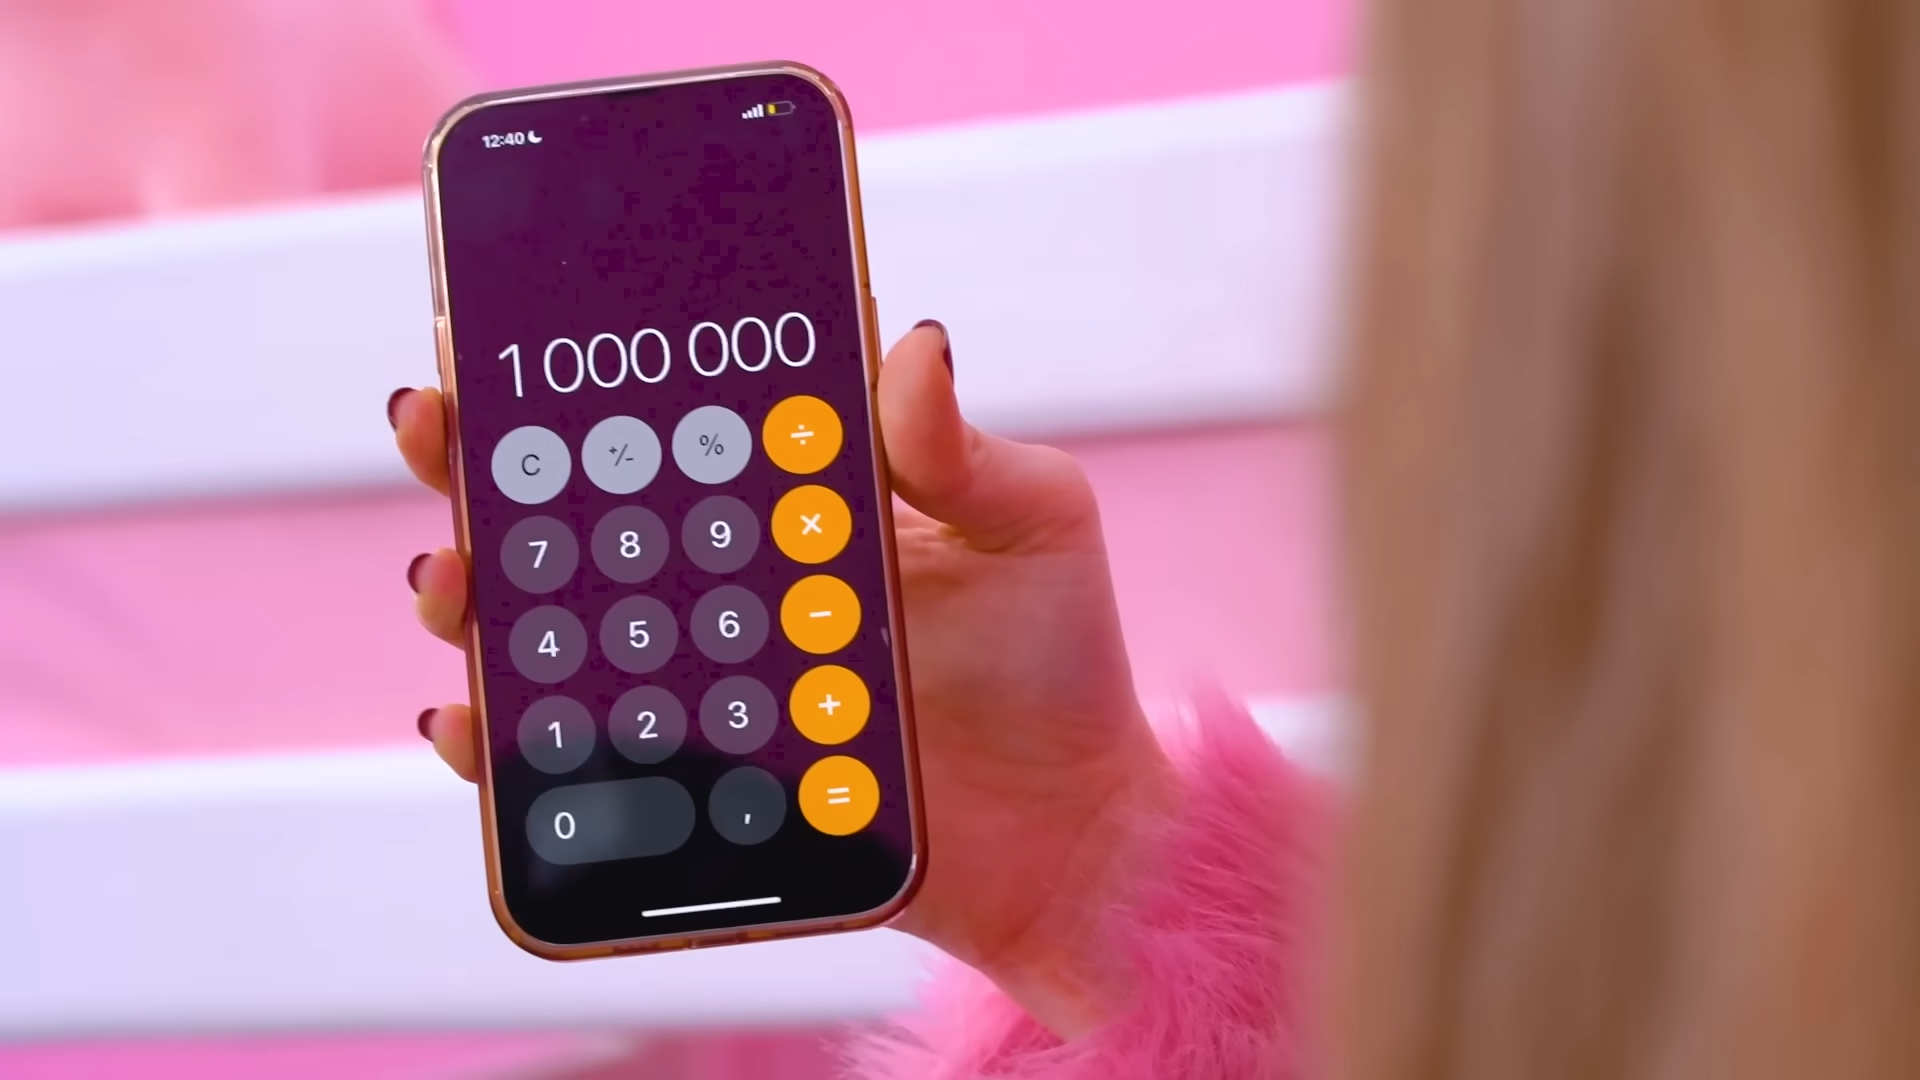 12:40
1 000 000
C +/- % ÷
7 8 9 ×
4 5 6 −
1 2 3 +
0 , =